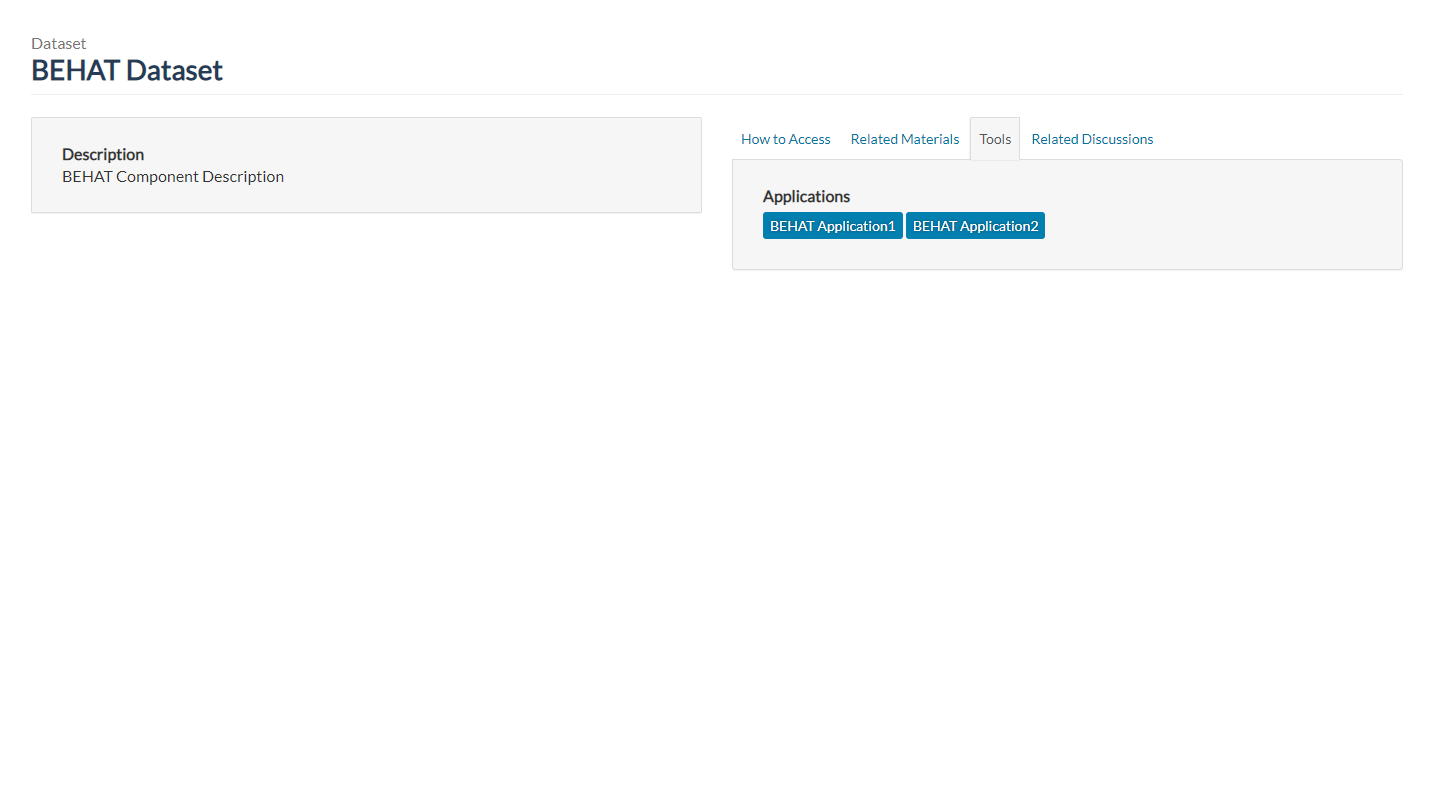 Dataset
BEHAT Dataset
Description
BEHAT Component Description
How to Access Related Materials Tools Related Discussions
Applications
BEHAT Application1 BEHAT Application2